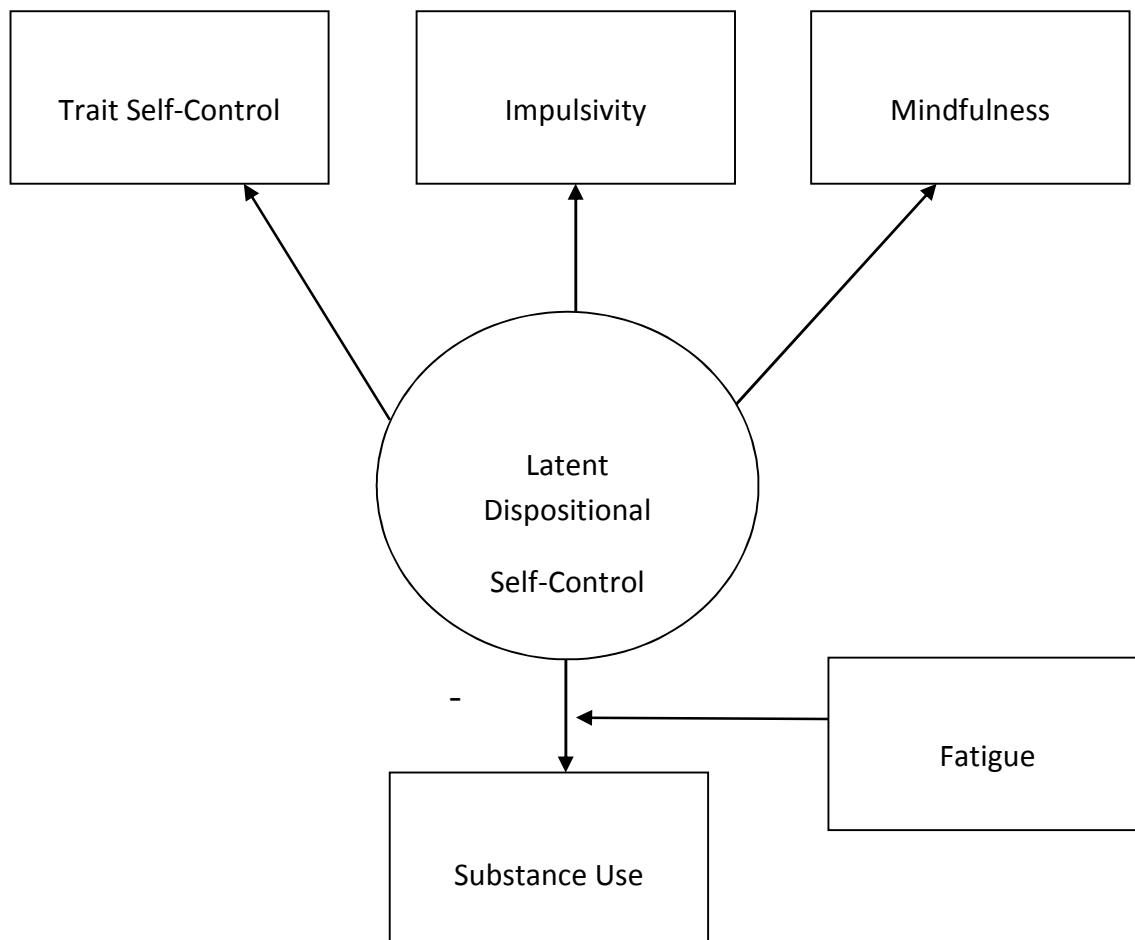 Trait Self-Control
Impulsivity
Mindfulness
Latent
Dispositional
Self-Control
-
Fatigue
Substance Use